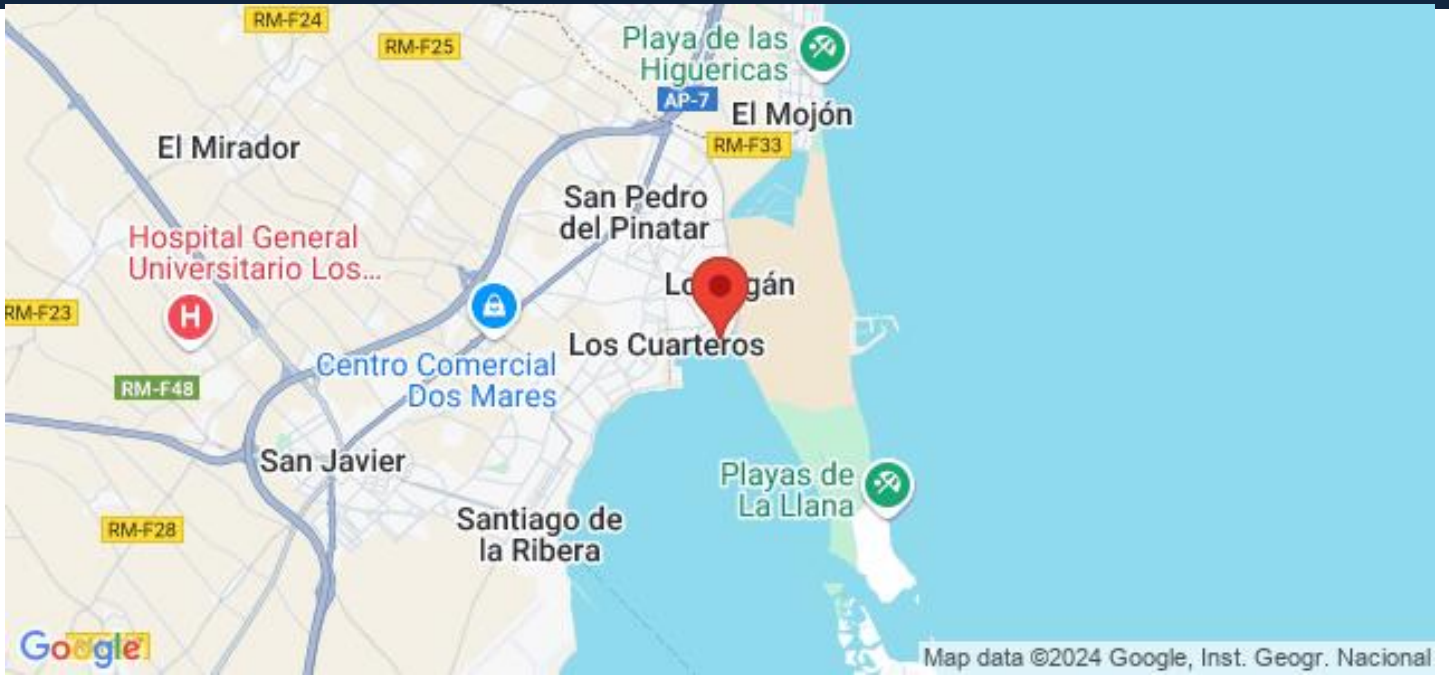 RM-F24
RM-F25
Playa de las
Higuericas
AP-7
El Mojón
RM-F33
El Mirador
San Pedro
del Pinatar
Hospital General
Universitario Los...
H
RM-F23
Los Cuarteros
Centro Comercial
Dos Mares
RM-F48
San Javier
Playas de
La Llana
RM-F28
Santiago de
la Ribera
Google
Map data ©2024 Google, Inst. Geogr. Nacional